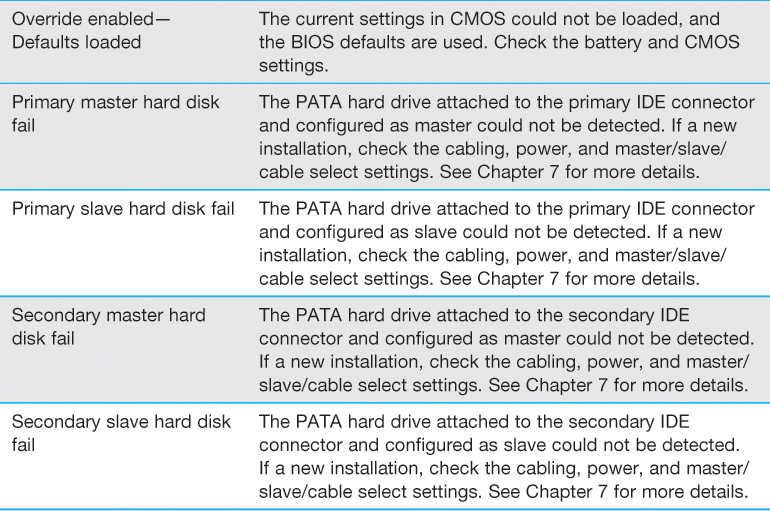 Override enabled—
Defaults loaded
The current settings in CMOS could not be loaded, and
the BIOS defaults are used. Check the battery and CMOS
settings.
Primary master hard disk
fail
The PATA hard drive attached to the primary IDE connector
and configured as master could not be detected. If a new
installation, check the cabling, power, and master/slave/
cable select settings. See Chapter 7 for more details.
Primary slave hard disk fail
The PATA hard drive attached to the primary IDE connector
and configured as slave could not be detected. If a new
installation, check the cabling, power, and master/slave/
cable select settings. See Chapter 7 for more details.
Secondary master hard
disk fail
The PATA hard drive attached to the secondary IDE
connector and configured as master could not be detected.
If a new installation, check the cabling, power, and master/
slave/cable select settings. See Chapter 7 for more details.
Secondary slave hard disk
fail
The PATA hard drive attached to the secondary IDE
connector and configured as slave could not be detected.
If a new installation, check the cabling, power, and master/
slave/cable select settings. See Chapter 7 for more details.